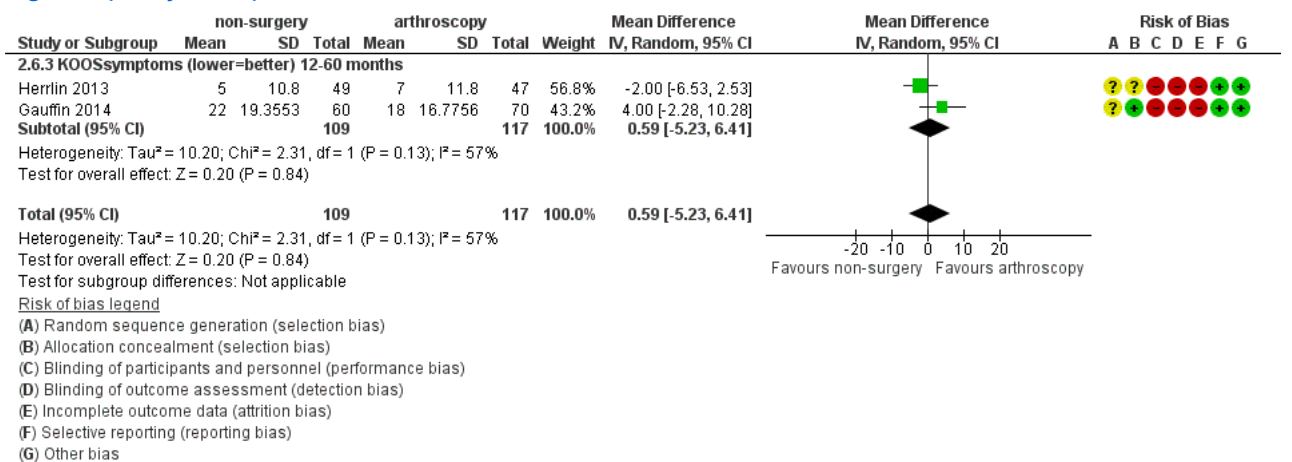 non-surgery arthroscopy Mean Difference Mean Difference Risk of Bias
Study or Subgroup Mean SD Total Mean SD Total Weight IV, Random, 95% CI IV, Random, 95% CI A B C D E F G
2.6.3 KOOSsymptoms (lower=better) 12-60 months
Herrlin 2013 5 10.8 49 7 11.8 47 56.8% -2.00 [-6.53, 2.53] ? ? - - - + +
Gauffin 2014 22 19.3553 60 18 16.7756 70 43.2% 4.00 [-2.28, 10.28] ? + - - - + +
Subtotal (95% CI) 109 117 100.0% 0.59 [-5.23, 6.41]
Heterogeneity: Tau² = 10.20; Chi² = 2.31, df = 1 (P = 0.13); I² = 57%
Test for overall effect: Z = 0.20 (P = 0.84)
Total (95% CI) 109 117 100.0% 0.59 [-5.23, 6.41]
Heterogeneity: Tau² = 10.20; Chi² = 2.31, df = 1 (P = 0.13); I² = 57%
Test for overall effect: Z = 0.20 (P = 0.84)
Test for subgroup differences: Not applicable
-20 -10 0 10 20
Favours non-surgery Favours arthroscopy
Risk of bias legend
(A) Random sequence generation (selection bias)
(B) Allocation concealment (selection bias)
(C) Blinding of participants and personnel (performance bias)
(D) Blinding of outcome assessment (detection bias)
(E) Incomplete outcome data (attrition bias)
(F) Selective reporting (reporting bias)
(G) Other bias